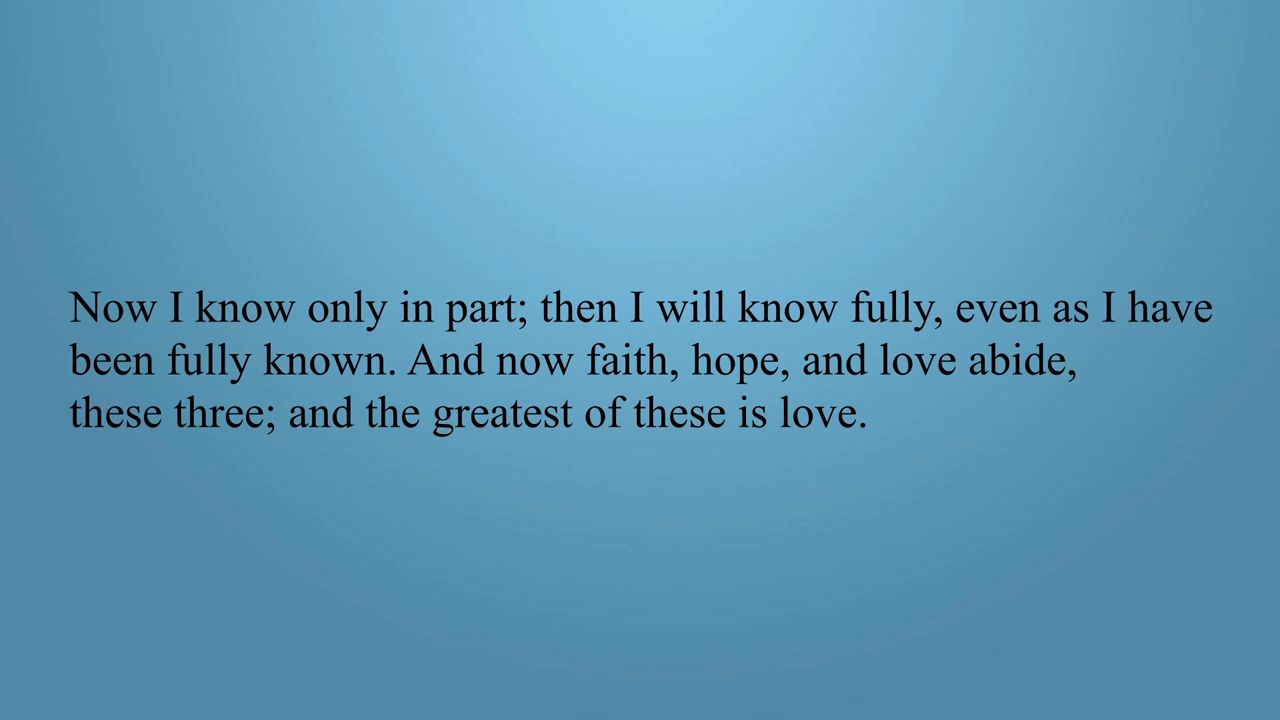 Now I know only in part; then I will know fully, even as I have
been fully known. And now faith, hope, and love abide,
these three; and the greatest of these is love.